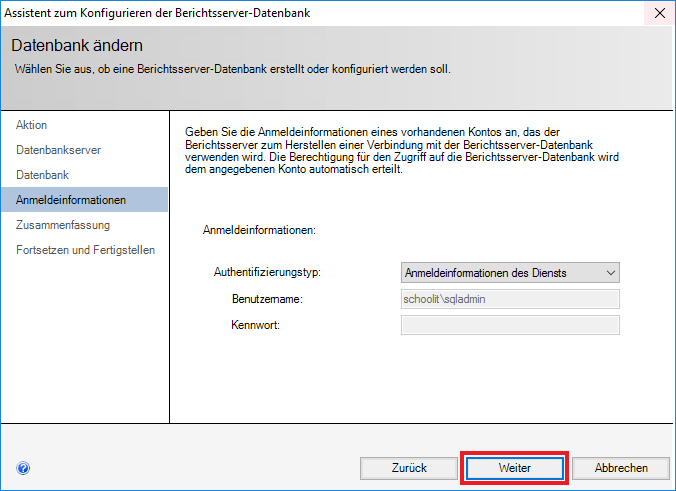 Assistent zum Konfigurieren der Berichtsserver-Datenbank
Datenbank ändern
Wählen Sie aus, ob eine Berichtsserver-Datenbank erstellt oder konfiguriert werden soll.
Aktion
Datenbankserver
Datenbank
Anmeldeinformationen
Zusammenfassung
Fortsetzen und Fertigstellen
Geben Sie die Anmeldeinformationen eines vorhandenen Kontos an, das der
Berichtsserver zum Herstellen einer Verbindung mit der Berichtsserver-Datenbank
verwenden wird. Die Berechtigung für den Zugriff auf die Berichtsserver-Datenbank wird
dem angegebenen Konto automatisch erteilt.
Anmeldeinformationen:
Authentifizierungstyp: Anmeldeinformationen des Diensts
Benutzername: schoolit\sqladmin
Kennwort:
? Zurück Weiter Abbrechen